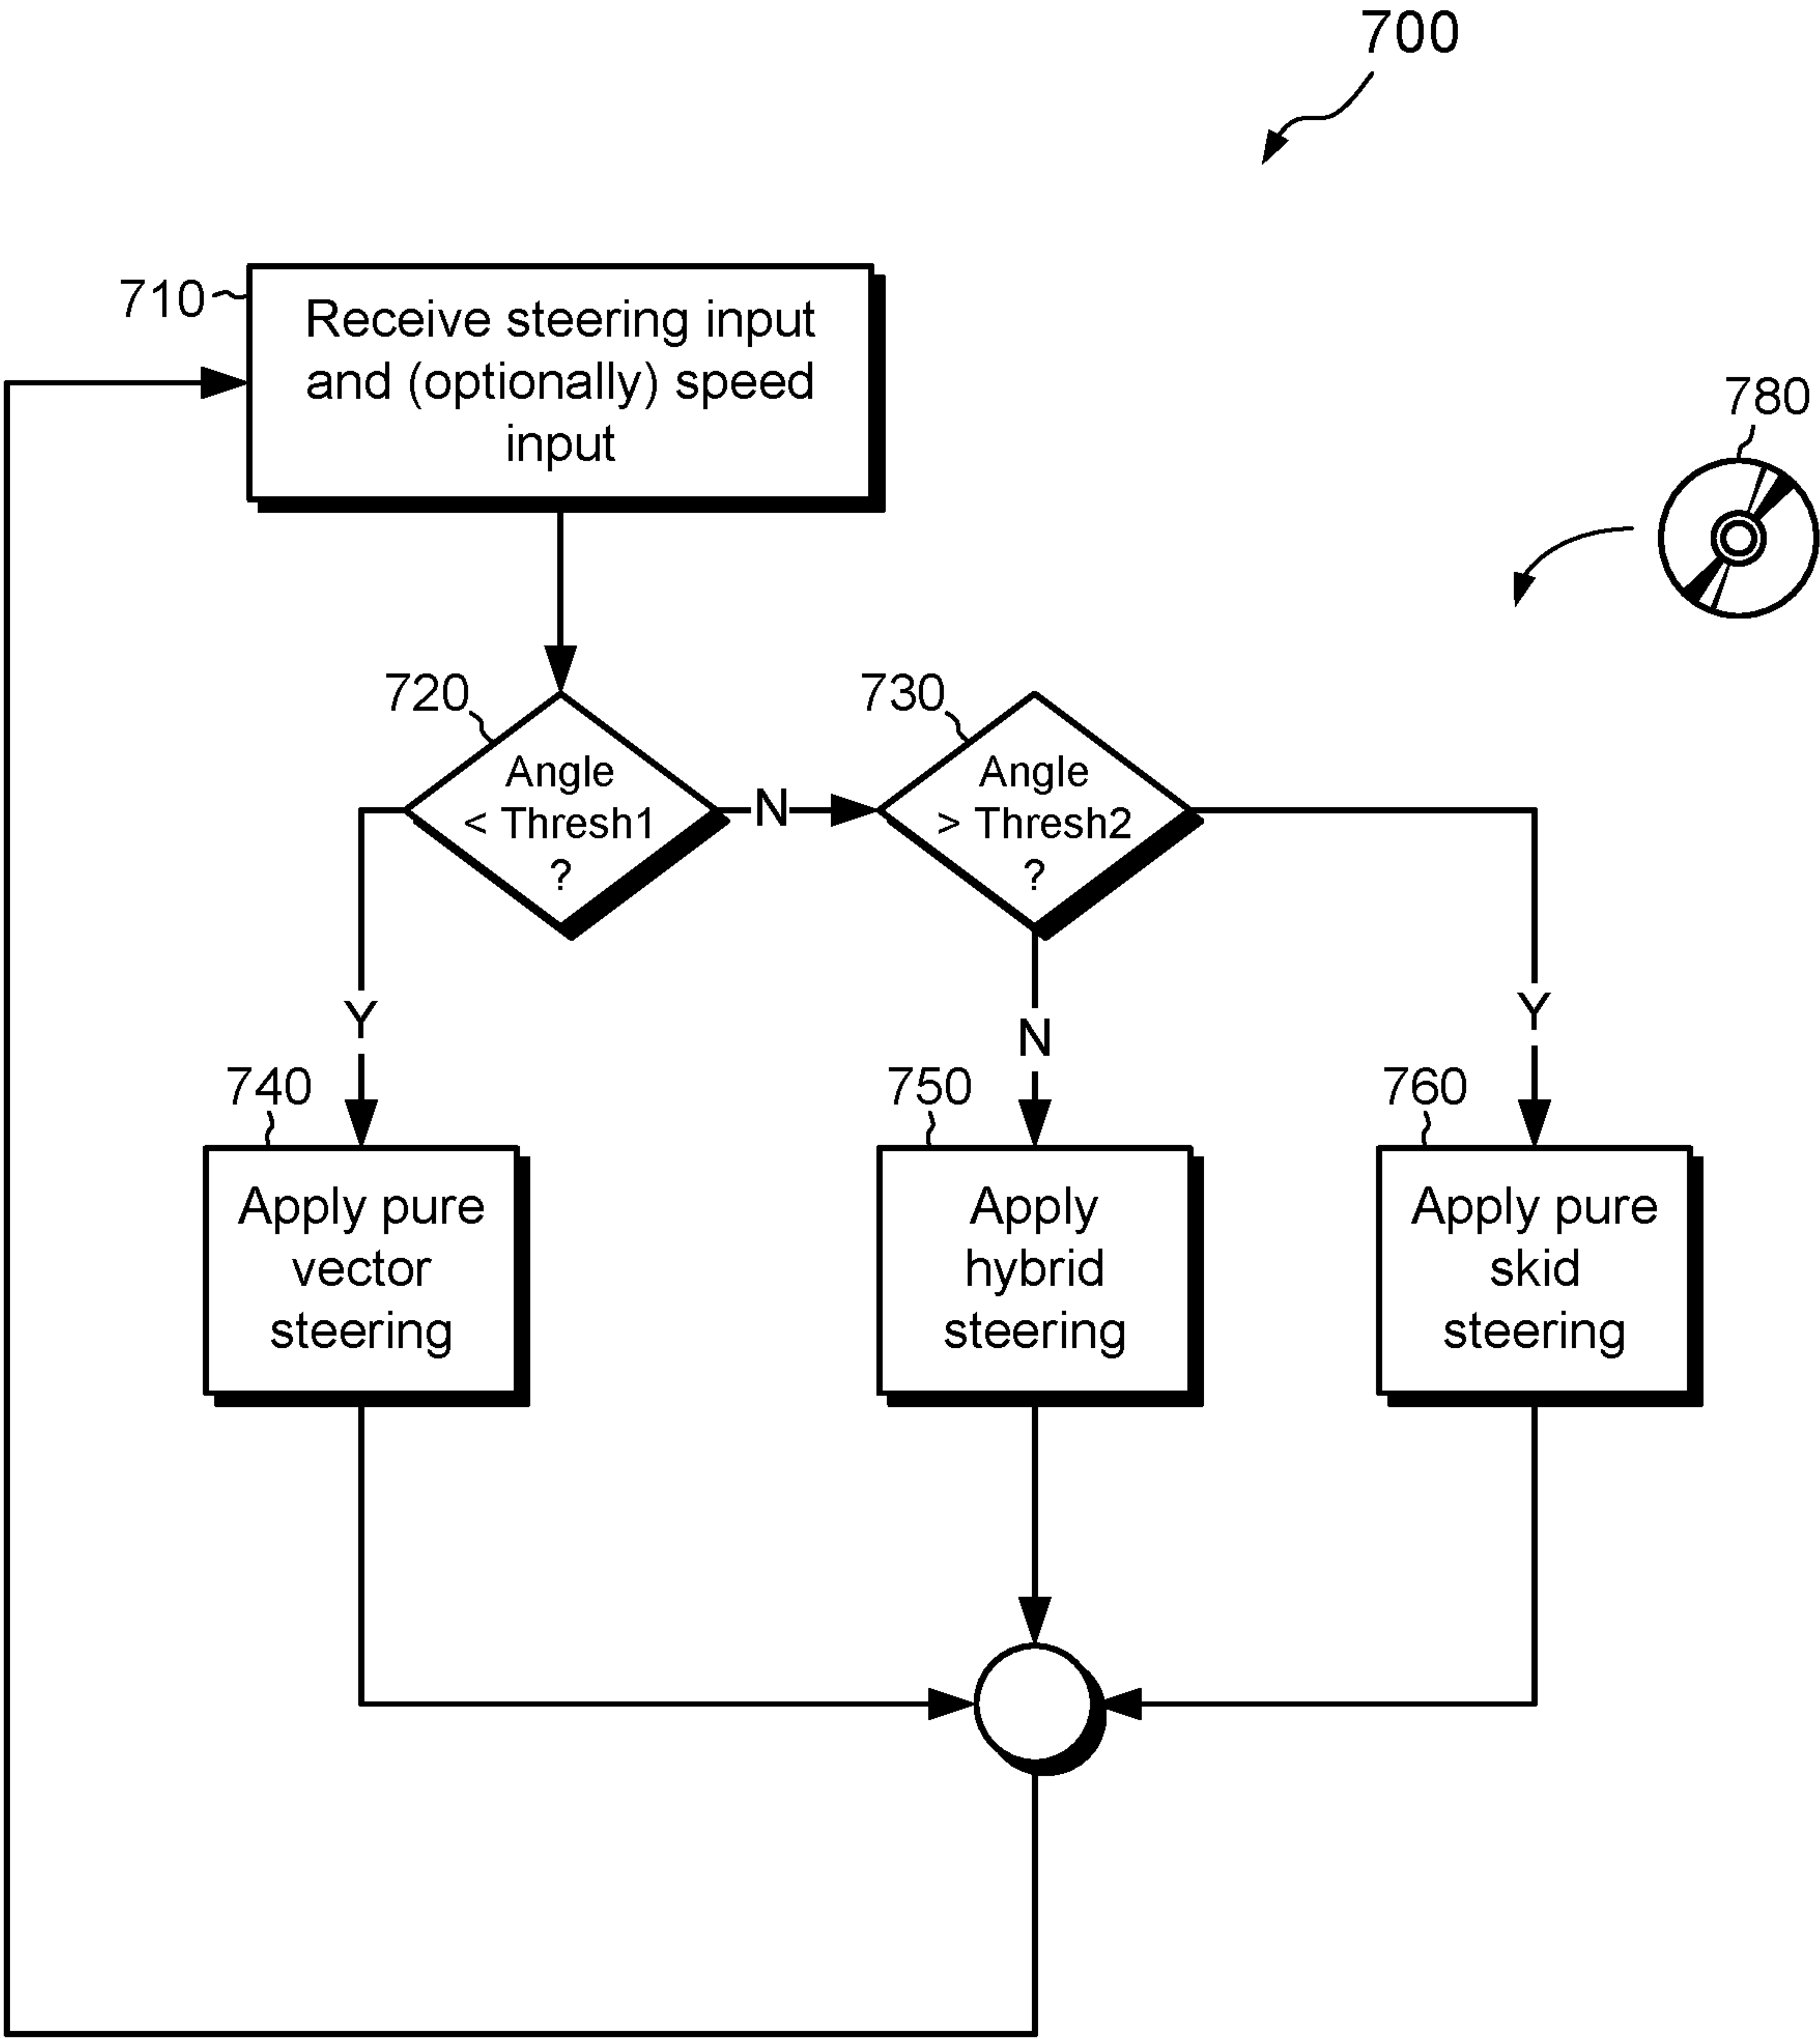 700
710
Receive steering input
and (optionally) speed
input
780
720
730
Angle
< Thresh1
?
N
Angle
> Thresh2
?
Y
N
Y
740
750
760
Apply pure
vector
steering
Apply
hybrid
steering
Apply pure
skid
steering